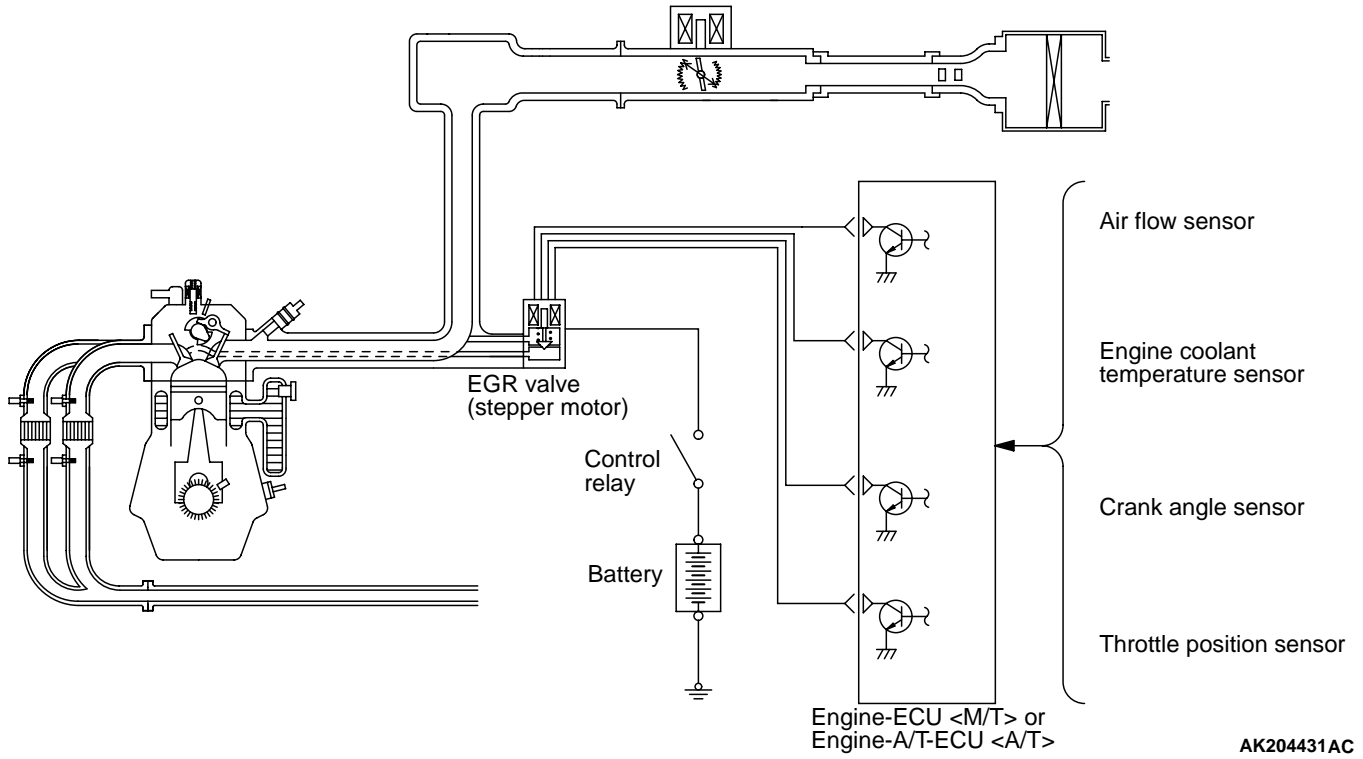 Air flow sensor
Engine coolant
temperature sensor
EGR valve
(stepper motor)
Control
relay
Crank angle sensor
Battery
Throttle position sensor
Engine-ECU <M/T> or
Engine-A/T-ECU <A/T>
AK204431AC